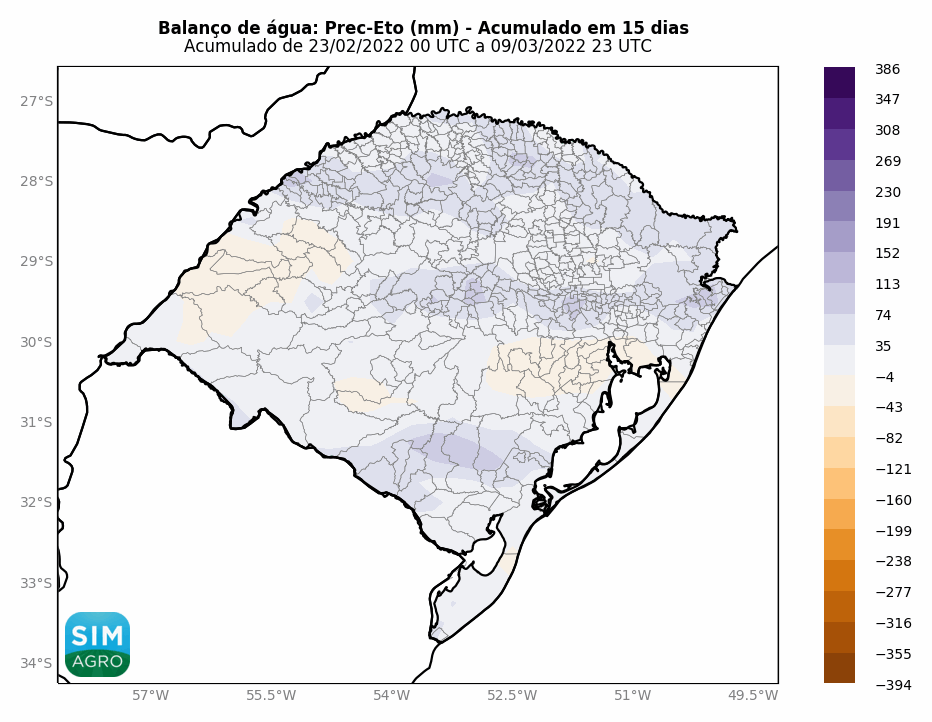 Balanço de água: Prec-Eto (mm) - Acumulado em 15 dias
Acumulado de 23/02/2022 00 UTC a 09/03/2022 23 UTC
27°S
28°S
29°S
30°S
31°S
32°S
33°S
34°S
57°W
55.5°W
54°W
52.5°W
51°W
49.5°W
386
347
308
269
230
191
152
113
74
35
−4
−43
−82
−121
−160
−199
−238
−277
−316
−355
−394
SIM
AGRO